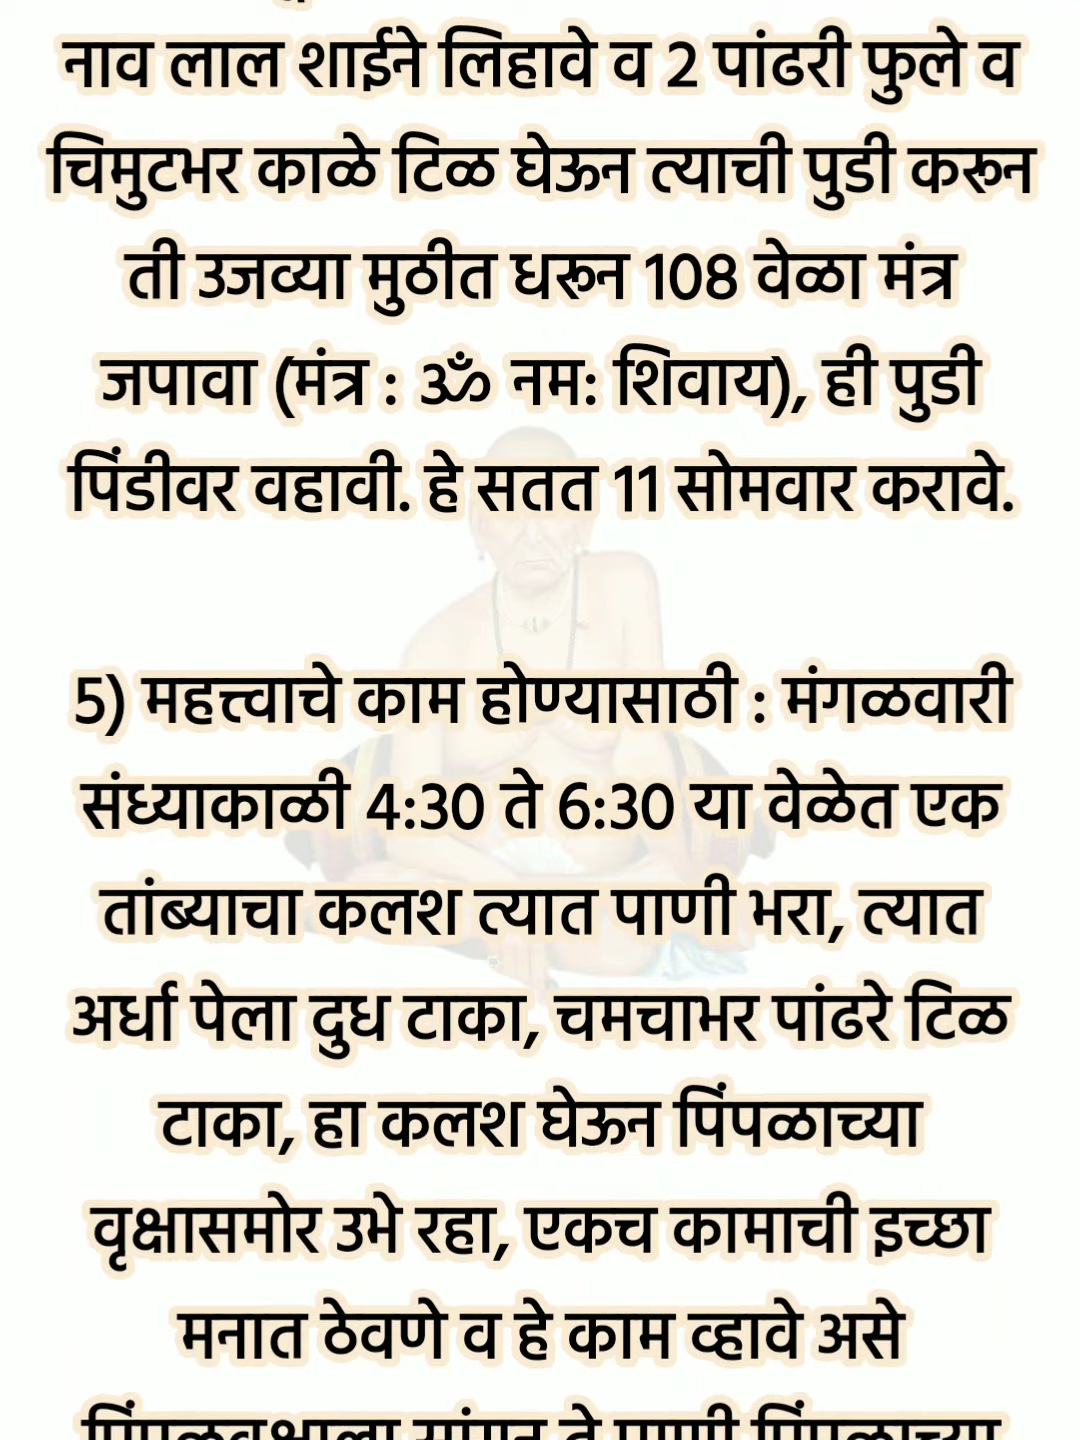 नाव लाल शाईने लिहावे व 2 पांढरी फुले व
चिमुटभर काळे टिळ घेऊन त्याची पुडी करून
ती उजव्या मुठीत धरून 108 वेळा मंत्र
जपावा (मंत्र : ॐ नम: शिवाय), ही पुडी
पिंडीवर वहावी. हे सतत 11 सोमवार करावे.
5) महत्त्वाचे काम होण्यासाठी : मंगळवारी
संध्याकाळी 4:30 ते 6:30 या वेळेत एक
तांब्याचा कलश त्यात पाणी भरा, त्यात
अर्धा पेला दुध टाका, चमचाभर पांढरे टिळ
टाका, हा कलश घेऊन पिंपळाच्या
वृक्षासमोर उभे रहा, एकच कामाची इच्छा
मनात ठेवणे व हे काम व्हावे असे
पिंपळवृक्षाला सांगून ते पाणी पिंपळाच्या